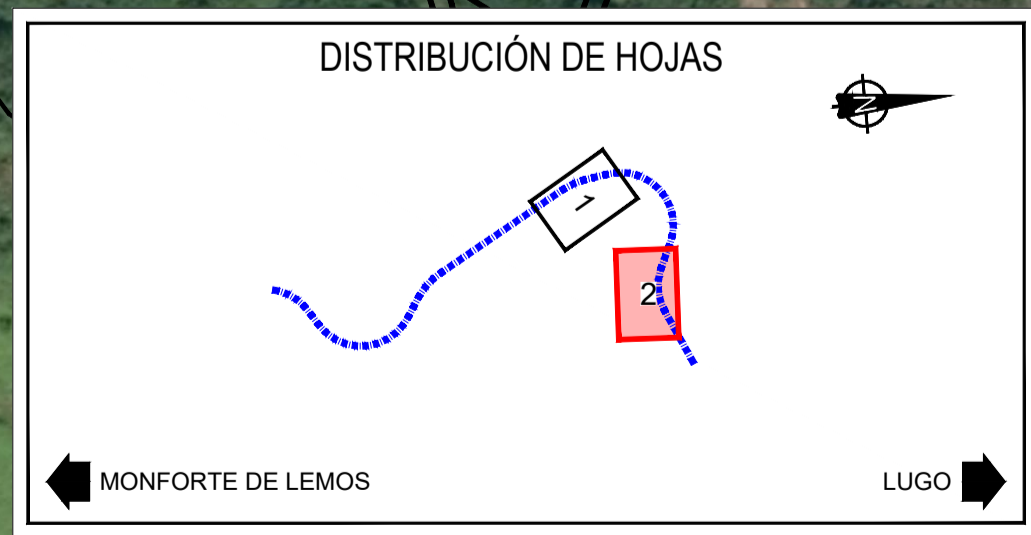 DISTRIBUCIÓN DE HOJAS
N
1
2
MONFORTE DE LEMOS
LUGO